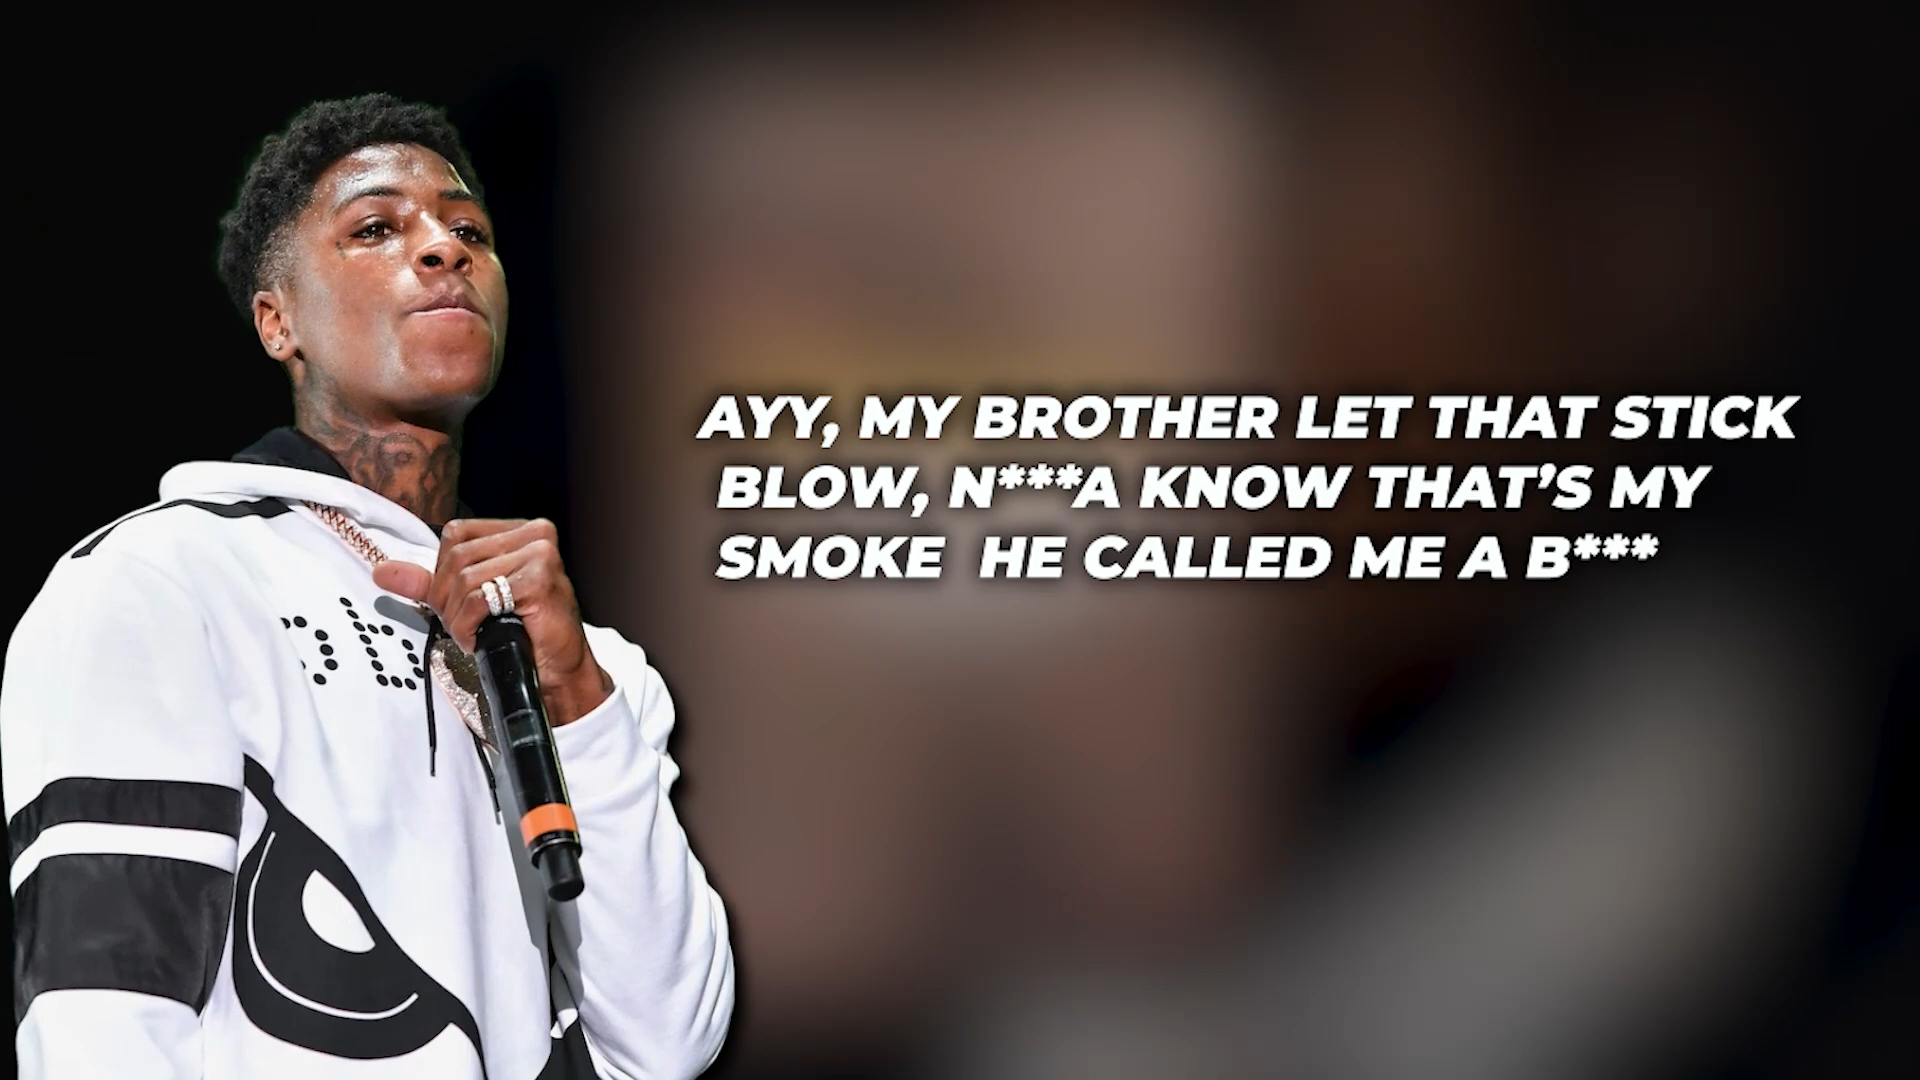 AYY, MY BROTHER LET THAT STICK
BLOW, N***A KNOW THAT’S MY
SMOKE  HE CALLED ME A B***